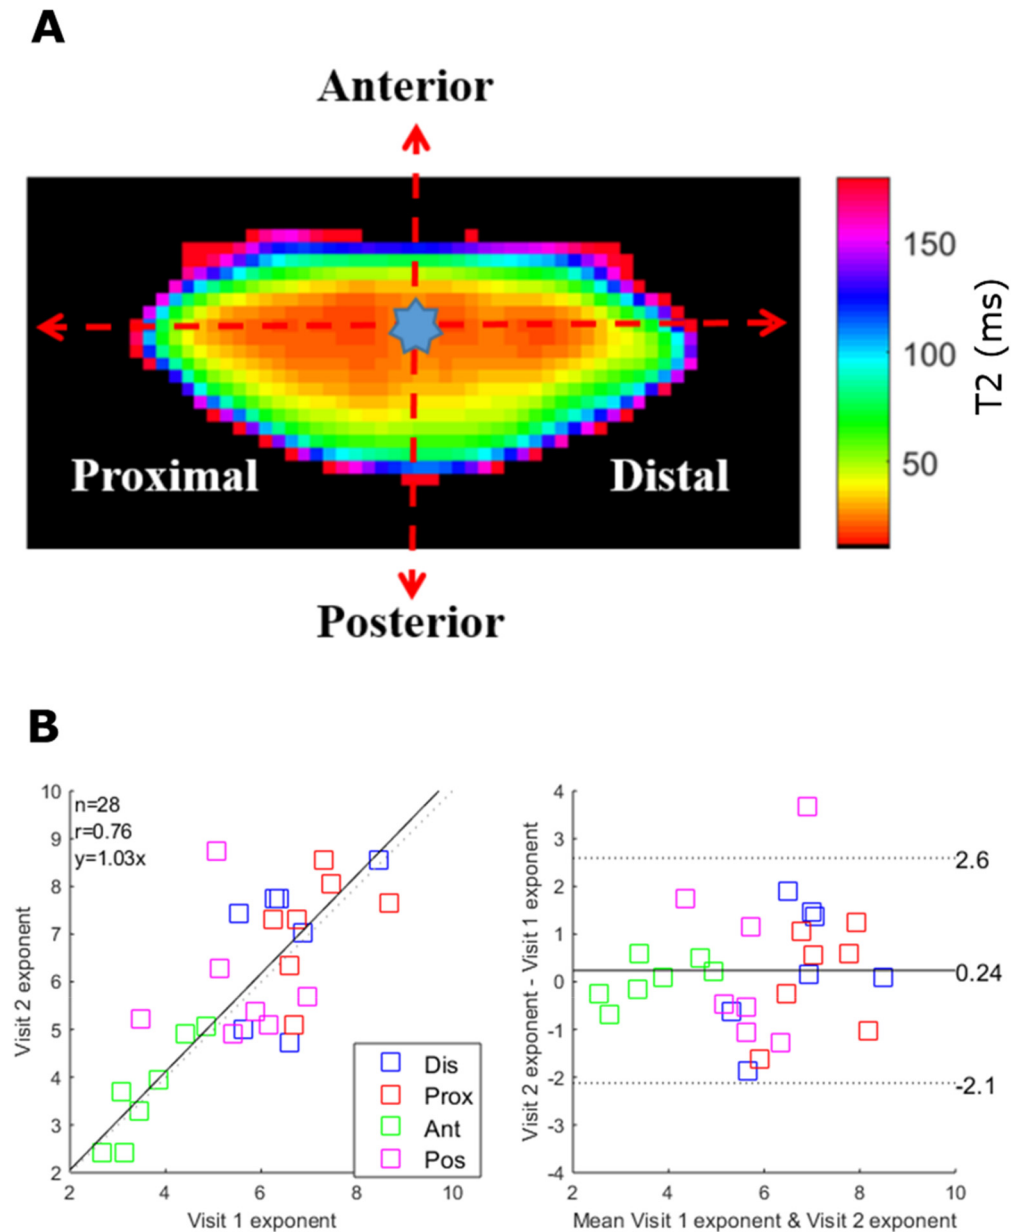 A
Anterior
150
100
50
T2 (ms)
Proximal
Distal
Posterior
B
n=28
r=0.76
y=1.03x
10
9
8
7
6
5
4
3
2
Visit 2 exponent
2 4 6 8 10
Visit 1 exponent
Dis
Prox
Ant
Pos
4
3
2
1
0
-1
-2
-3
-4
Visit 2 exponent - Visit 1 exponent
2.6
0.24
-2.1
2 4 6 8 10
Mean Visit 1 exponent & Visit 2 exponent